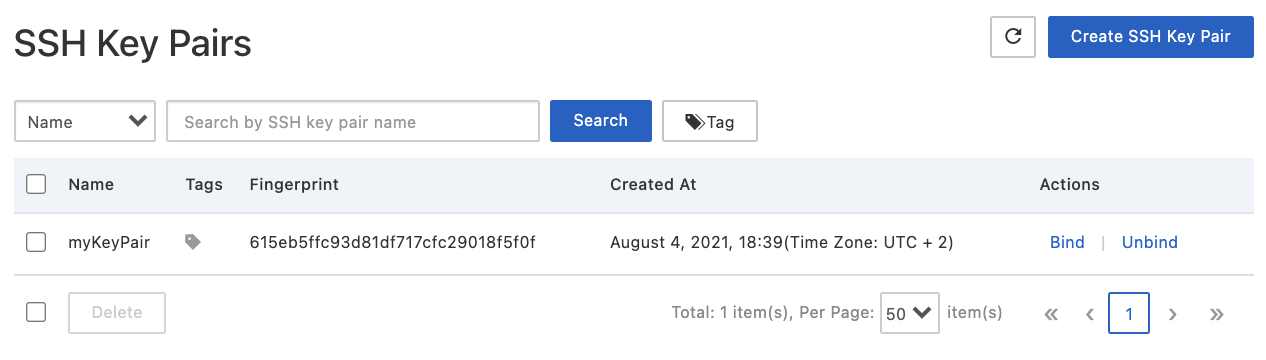 SSH Key Pairs
Create SSH Key Pair
Name Search by SSH key pair name Search Tag
Name Tags Fingerprint Created At Actions
myKeyPair 615eb5ffc93d81df717cfc29018f5f0f August 4, 2021, 18:39(Time Zone: UTC + 2) Bind | Unbind
Delete Total: 1 item(s), Per Page: 50 item(s) « ‹ 1 › »